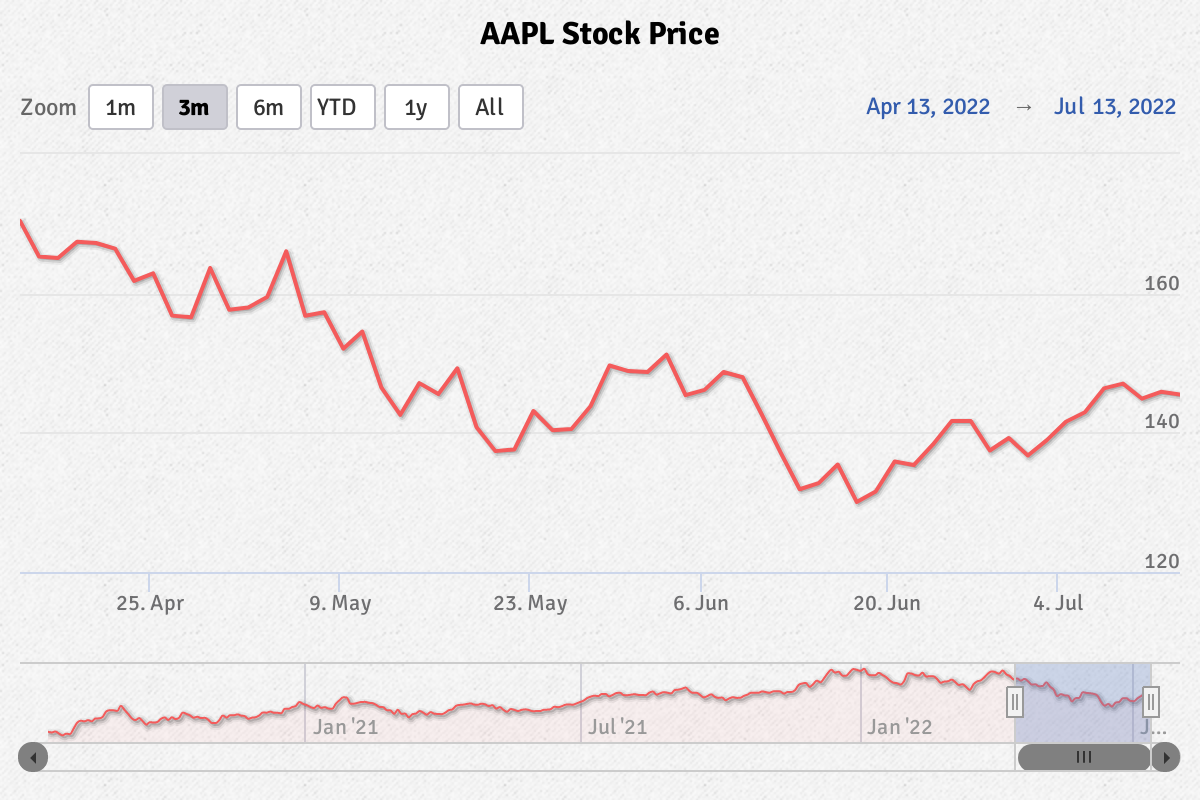 AAPL Stock Price
Zoom 1m 3m 6m YTD 1y All Apr 13, 2022 → Jul 13, 2022
160
140
120
25. Apr 9. May 23. May 6. Jun 20. Jun 4. Jul
Jan '21 Jul '21 Jan '22 J...